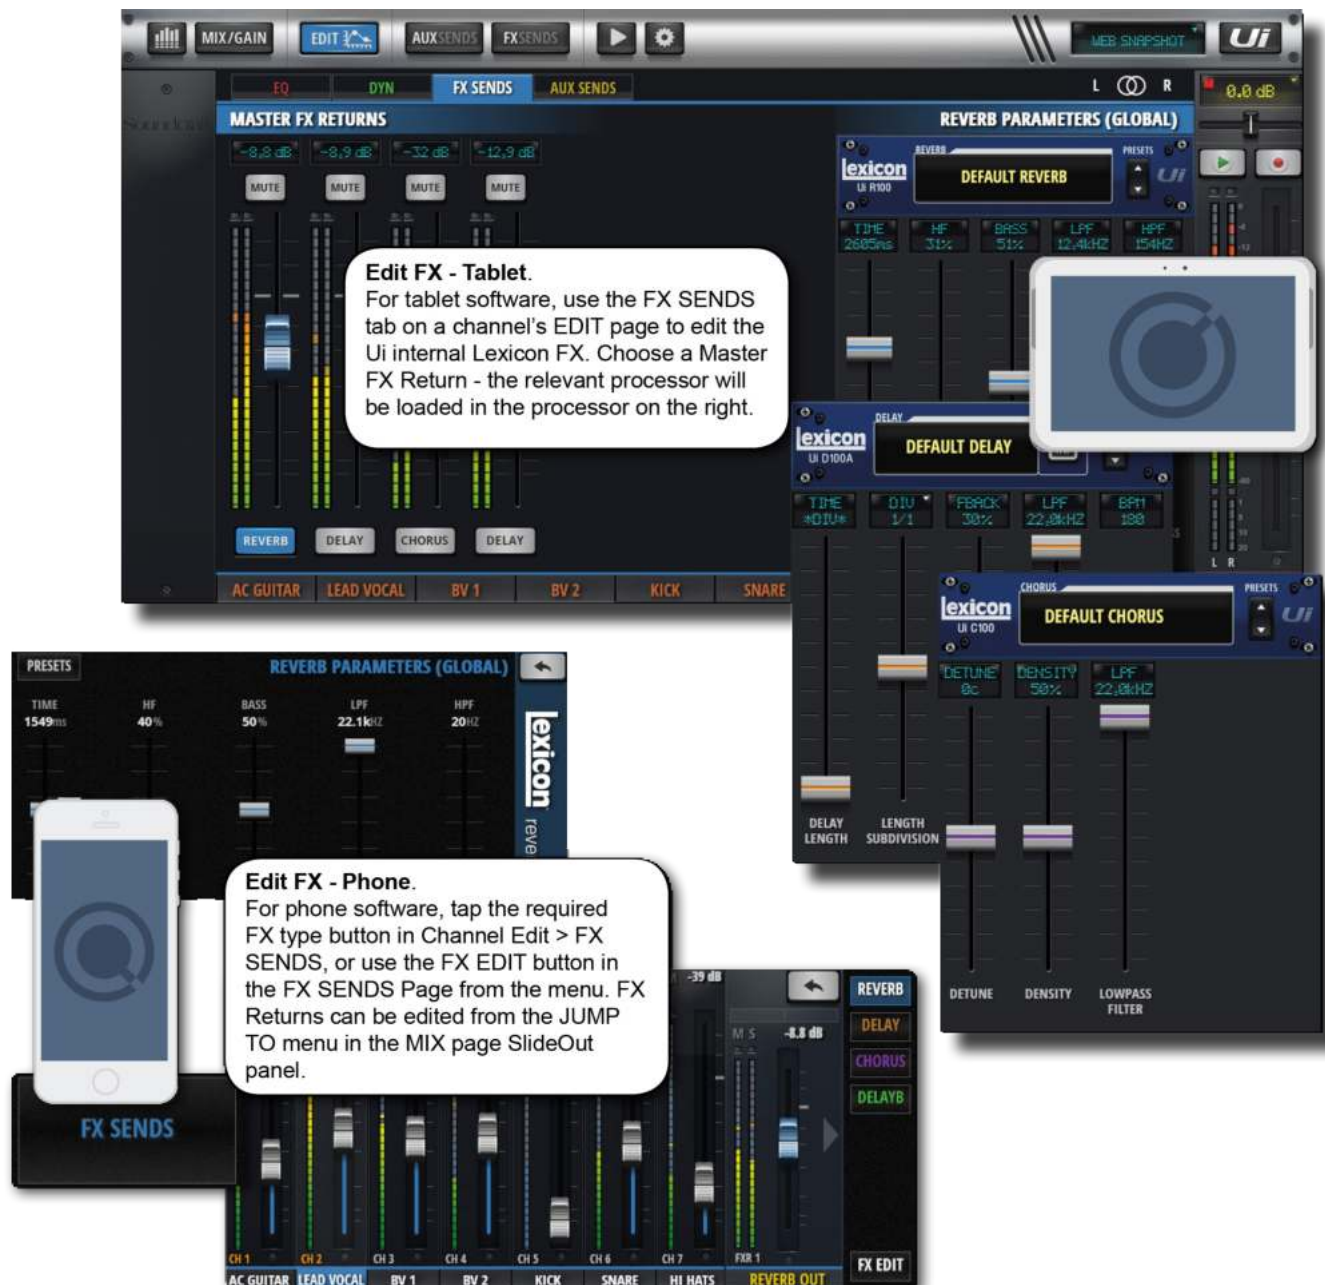 MIX/GAIN EDIT AUXSENDS FXSENDS WEB SNAPSHOT Ui
EQ DYN FX SENDS AUX SENDS L R 0.0 dB
Soundcraft
MASTER FX RETURNS REVERB PARAMETERS (GLOBAL)
-8,8 dB -8,9 dB -32 dB -12,9 dB
MUTE MUTE MUTE MUTE
lexicon REVERB PRESETS
Ui R100 DEFAULT REVERB Ui
TIME HF BASS LPF HPF
2605ms 31% 51% 12,4kHZ 154HZ
Edit FX - Tablet.
For tablet software, use the FX SENDS
tab on a channel's EDIT page to edit the
Ui internal Lexicon FX. Choose a Master
FX Return - the relevant processor will
be loaded in the processor on the right.
REVERB DELAY CHORUS DELAY
L R
AC GUITAR LEAD VOCAL BV 1 BV 2 KICK SNARE
lexicon DELAY
Ui D100A DEFAULT DELAY
TIME DIV FBACK LPF BPM
*DIV* 1/1 30% 22,0kHZ 180
DELAY LENGTH
LENGTH SUBDIVISION
lexicon CHORUS PRESETS
Ui C100 DEFAULT CHORUS Ui
DETUNE DENSITY LPF
0c 50% 22,0kHZ
DETUNE DENSITY LOWPASS
FILTER
PRESETS REVERB PARAMETERS (GLOBAL)
TIME HF BASS LPF HPF
1549ms 40% 50% 22.1kHZ 20HZ
lexicon reve
Edit FX - Phone.
For phone software, tap the required
FX type button in Channel Edit > FX
SENDS, or use the FX EDIT button in
the FX SENDS Page from the menu. FX
Returns can be edited from the JUMP
TO menu in the MIX page SlideOut
panel.
FX SENDS
-39 dB REVERB
M S -8.8 dB DELAY
CHORUS
DELAYB
CH 1 CH 2 CH 3 CH 4 CH 5 CH 6 CH 7 FXR 1 FX EDIT
AC GUITAR LEAD VOCAL BV 1 BV 2 KICK SNARE HI HATS REVERB OUT